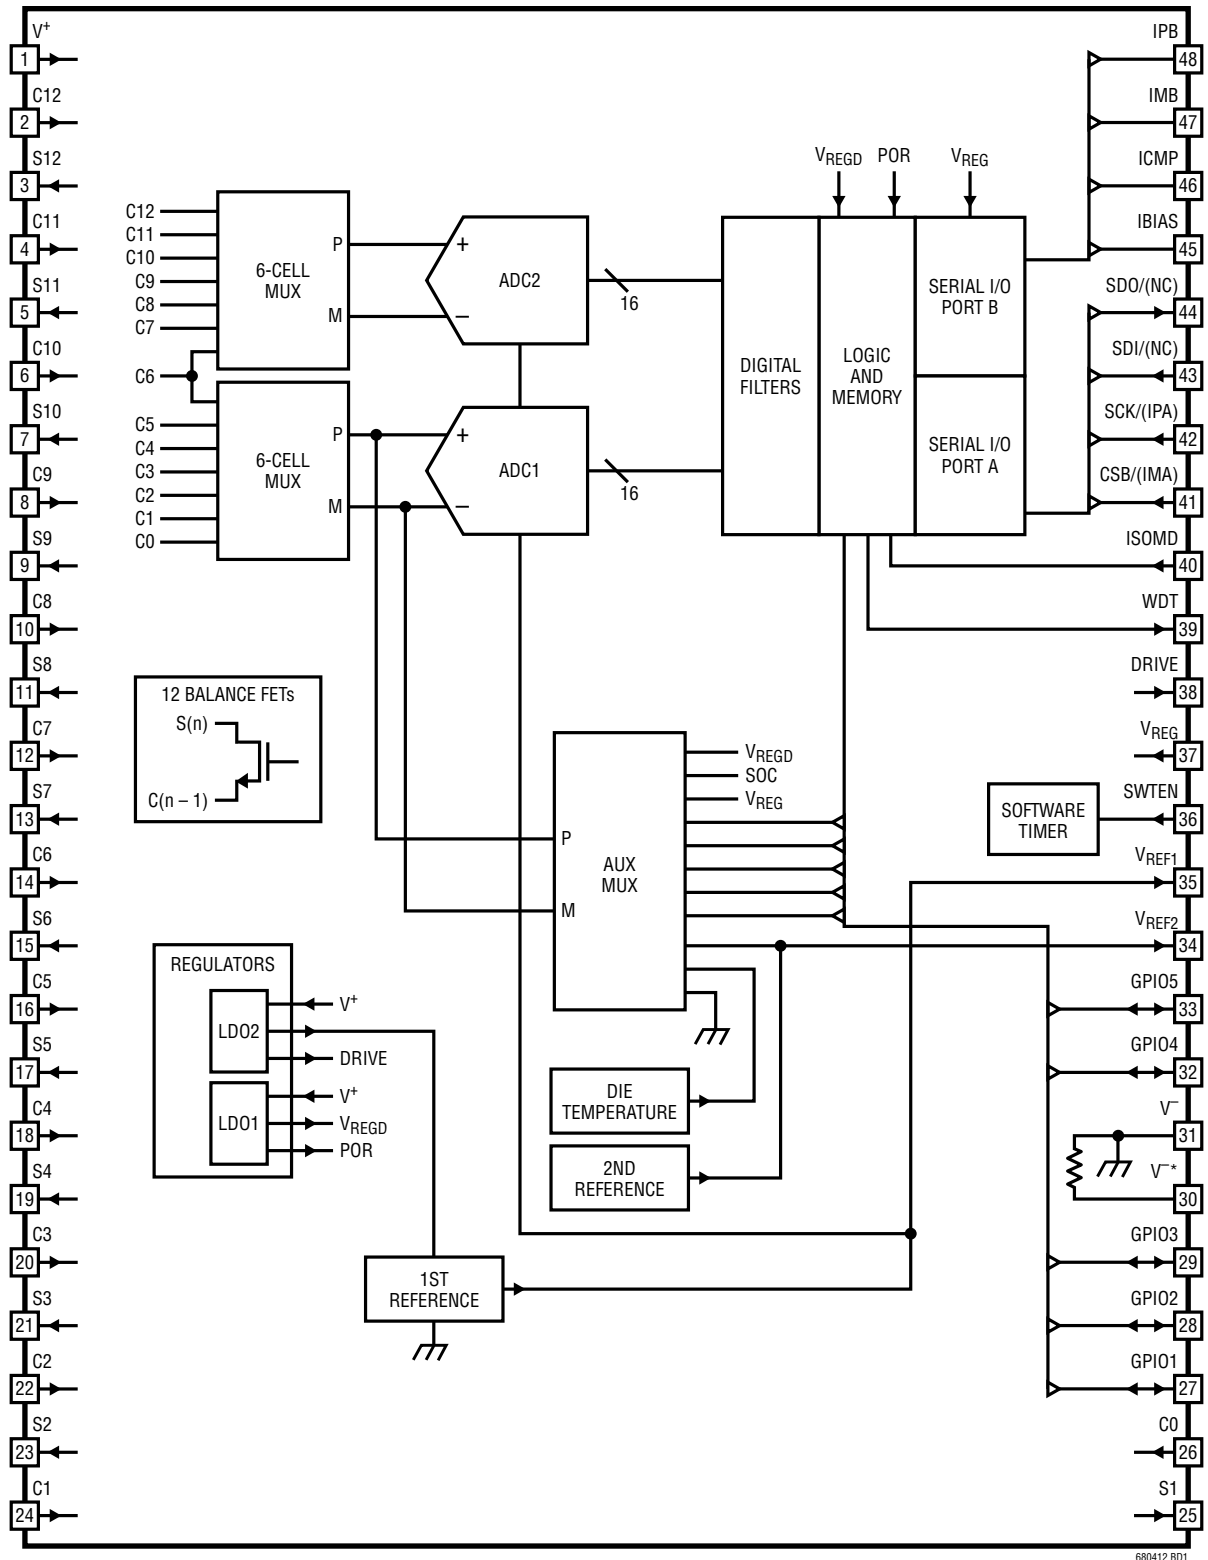 V+
1
C12
2
S12
3
C11
4
S11
5
C10
6
S10
7
C9
8
S9
9
C8
10
S8
11
C7
12
S7
13
C6
14
S6
15
C5
16
S5
17
C4
18
S4
19
C3
20
S3
21
C2
22
S2
23
C1
24
C12
C11
C10
C9
C8
C7
C6
C5
C4
C3
C2
C1
C0
6-CELL
MUX
P
M
6-CELL
MUX
P
M
+
ADC2
–
+
ADC1
–
16
16
DIGITAL
FILTERS
VREGD
POR
VREG
LOGIC
AND
MEMORY
SERIAL I/O
PORT B
SERIAL I/O
PORT A
12 BALANCE FETs
S(n)
C(n – 1)
P
M
AUX
MUX
VREGD
SOC
VREG
SOFTWARE
TIMER
REGULATORS
LDO2
V+
DRIVE
LDO1
V+
VREGD
POR
DIE
TEMPERATURE
2ND
REFERENCE
1ST
REFERENCE
IPB
48
IMB
47
ICMP
46
IBIAS
45
SDO/(NC)
44
SDI/(NC)
43
SCK/(IPA)
42
CSB/(IMA)
41
ISOMD
40
WDT
39
DRIVE
38
VREG
37
SWTEN
36
VREF1
35
VREF2
34
GPIO5
33
GPIO4
32
V–
31
V–*
30
GPIO3
29
GPIO2
28
GPIO1
27
C0
26
S1
25
680412 BD1